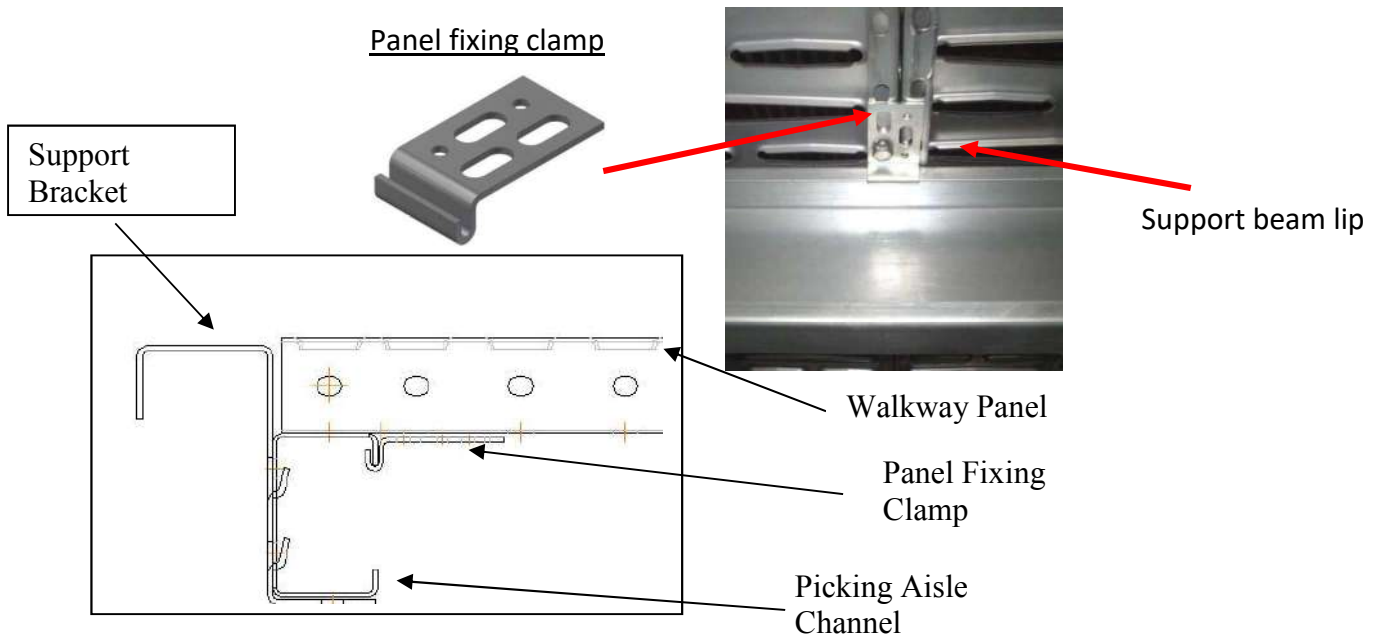 Panel fixing clamp
Support
Bracket
Support beam lip
Walkway Panel
Panel Fixing
Clamp
Picking Aisle
Channel